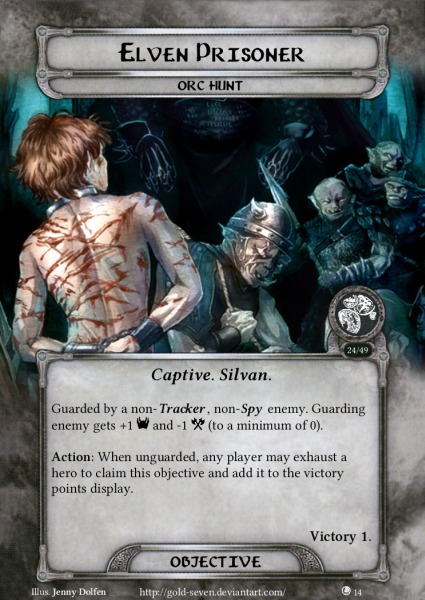 ELVEN PRISONER
ORC HUNT
24/49
Captive. Silvan.
Guarded by a non-Tracker, non-Spy enemy. Guarding
enemy gets +1 and -1 (to a minimum of 0).
Action: When unguarded, any player may exhaust a
hero to claim this objective and add it to the victory
points display.
Victory 1.
OBJECTIVE
Illus. Jenny Dolfen http://gold-seven.deviantart.com/ 14